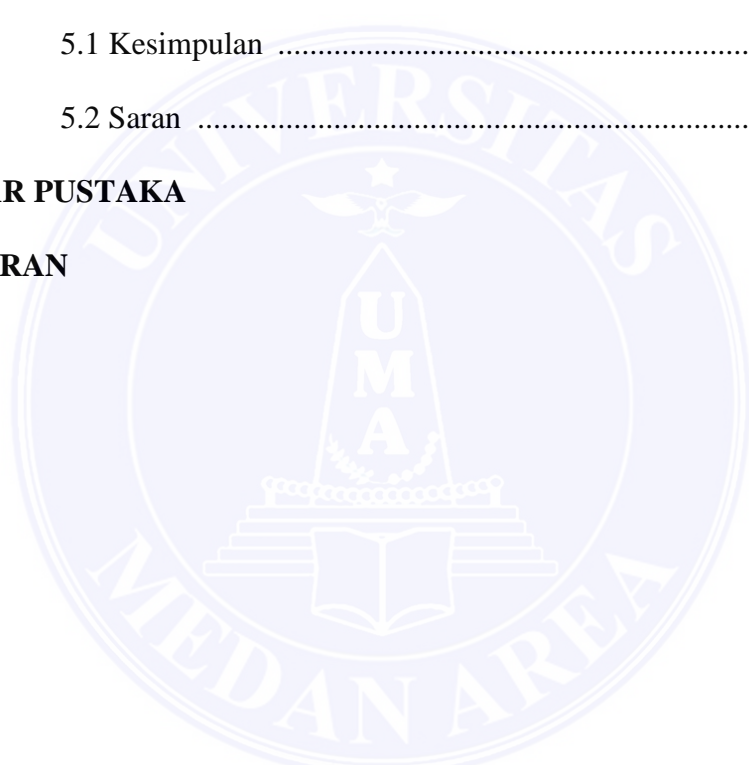 5.1 Kesimpulan ........................................................
5.2 Saran ....................................................................
R PUSTAKA
RAN
UNIVERSITAS
U
M
A
MEDAN AREA